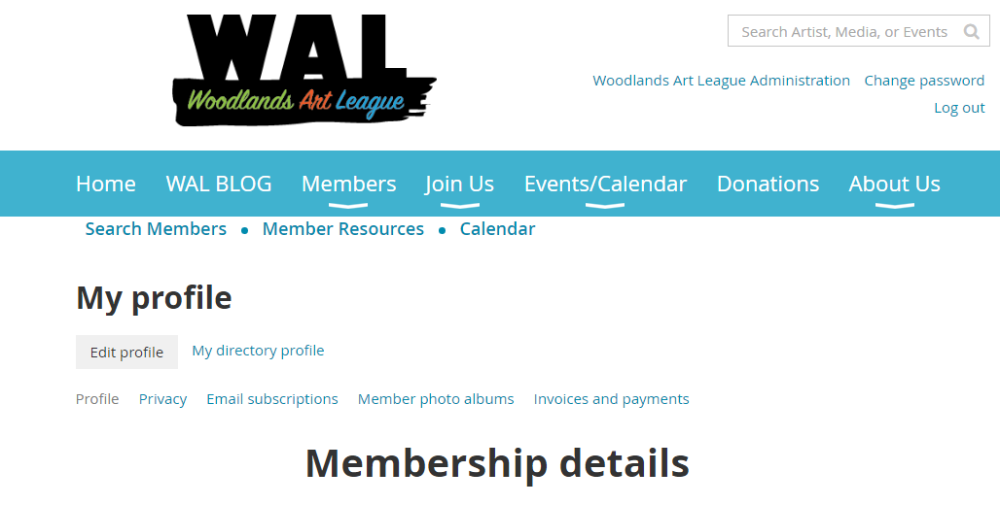 WAL
Woodlands Art League
Search Artist, Media, or Events
Woodlands Art League Administration Change password
Log out
Home WAL BLOG Members Join Us Events/Calendar Donations About Us
Search Members • Member Resources • Calendar
My profile
Edit profile My directory profile
Profile Privacy Email subscriptions Member photo albums Invoices and payments
Membership details